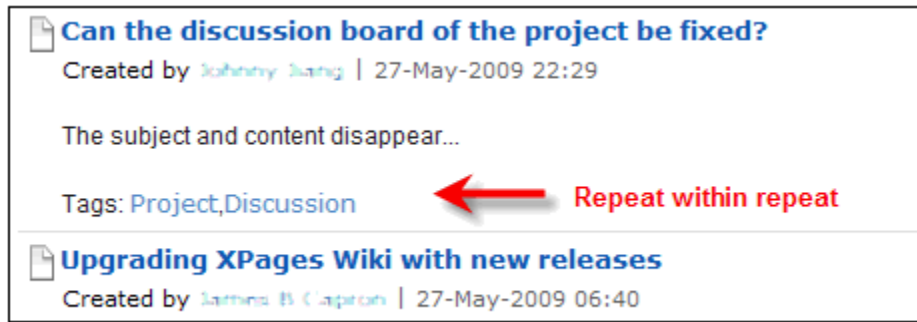 Can the discussion board of the project be fixed?
Created by | 27-May-2009 22:29
The subject and content disappear...
Tags: Project,Discussion
Repeat within repeat
Upgrading XPages Wiki with new releases
Created by | 27-May-2009 06:40